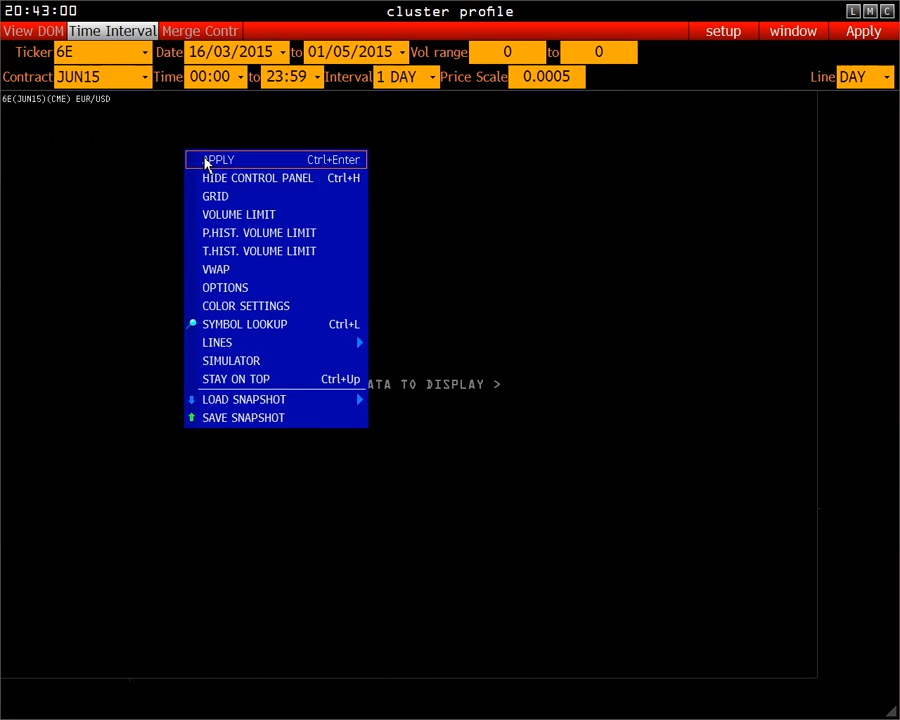 20:43:00 cluster profile L M C
View DOM Time Interval Merge Contr setup window Apply
Ticker 6E Date 16/03/2015 to 01/05/2015 Vol range 0 to 0
Contract JUN15 Time 00:00 to 23:59 Interval 1 DAY Price Scale 0.0005 Line DAY
6E(JUN15)(CME) EUR/USD
APPLY Ctrl+Enter
HIDE CONTROL PANEL Ctrl+H
GRID
VOLUME LIMIT
P.HIST. VOLUME LIMIT
T.HIST. VOLUME LIMIT
VWAP
OPTIONS
COLOR SETTINGS
SYMBOL LOOKUP Ctrl+L
LINES
SIMULATOR
STAY ON TOP Ctrl+Up
ATA TO DISPLAY >
LOAD SNAPSHOT
SAVE SNAPSHOT